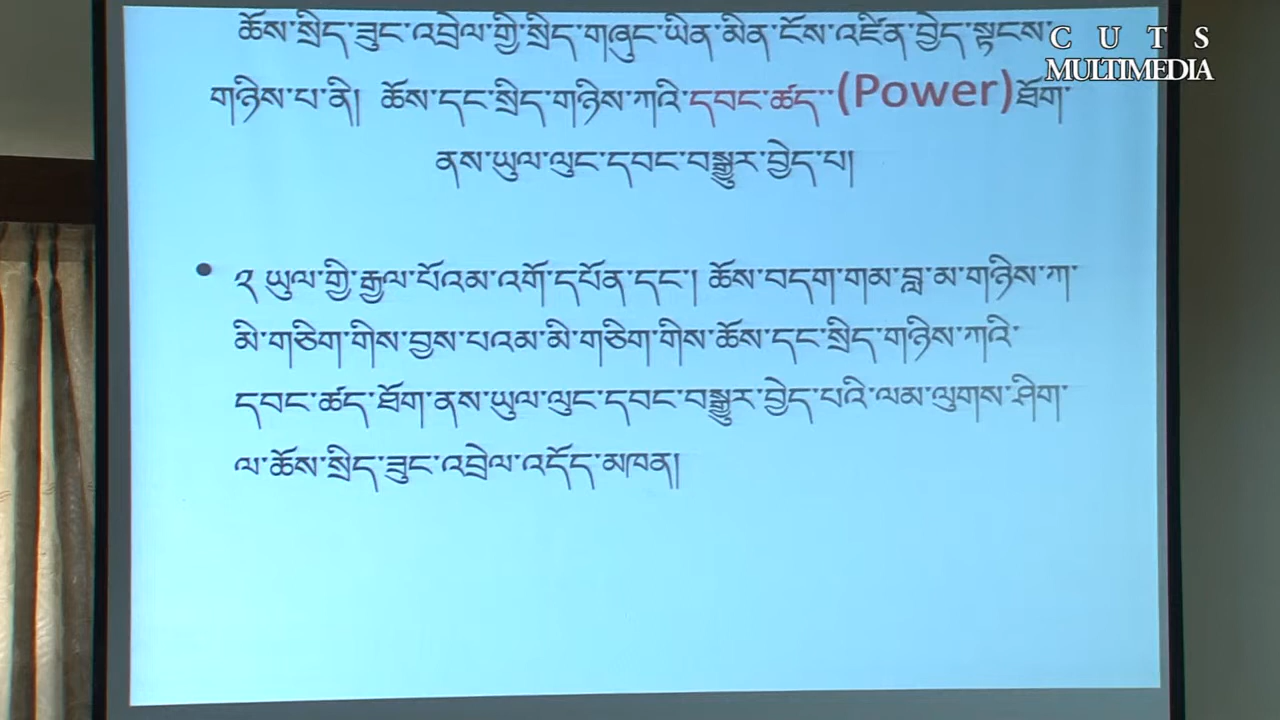 ཆོས་སྲིད་ཟུང་འབྲེལ་གྱི་སྲིད་གཞུང་ཡིན་མིན་ངོས་འཛིན་བྱེད་སྟངས་
གཉིས་པ་ནི། ཆོས་དང་སྲིད་གཉིས་ཀའི་དབང་ཚད་(Power)ཐོག་
ནས་ཡུལ་ལུང་དབང་བསྒྱུར་བྱེད་པ།
• ༢ ཡུལ་གྱི་རྒྱལ་པོའམ་འགོ་དཔོན་དང་། ཆོས་བདག་གམ་བླ་མ་གཉིས་ཀ་
མི་གཅིག་གིས་བྱས་པའམ་མི་གཅིག་གིས་ཆོས་དང་སྲིད་གཉིས་ཀའི་
དབང་ཚད་ཐོག་ནས་ཡུལ་ལུང་དབང་བསྒྱུར་བྱེད་པའི་ལམ་ལུགས་ཤིག་
ལ་ཆོས་སྲིད་ཟུང་འབྲེལ་འདོད་མཁན།
CUTS
MULTIMEDIA